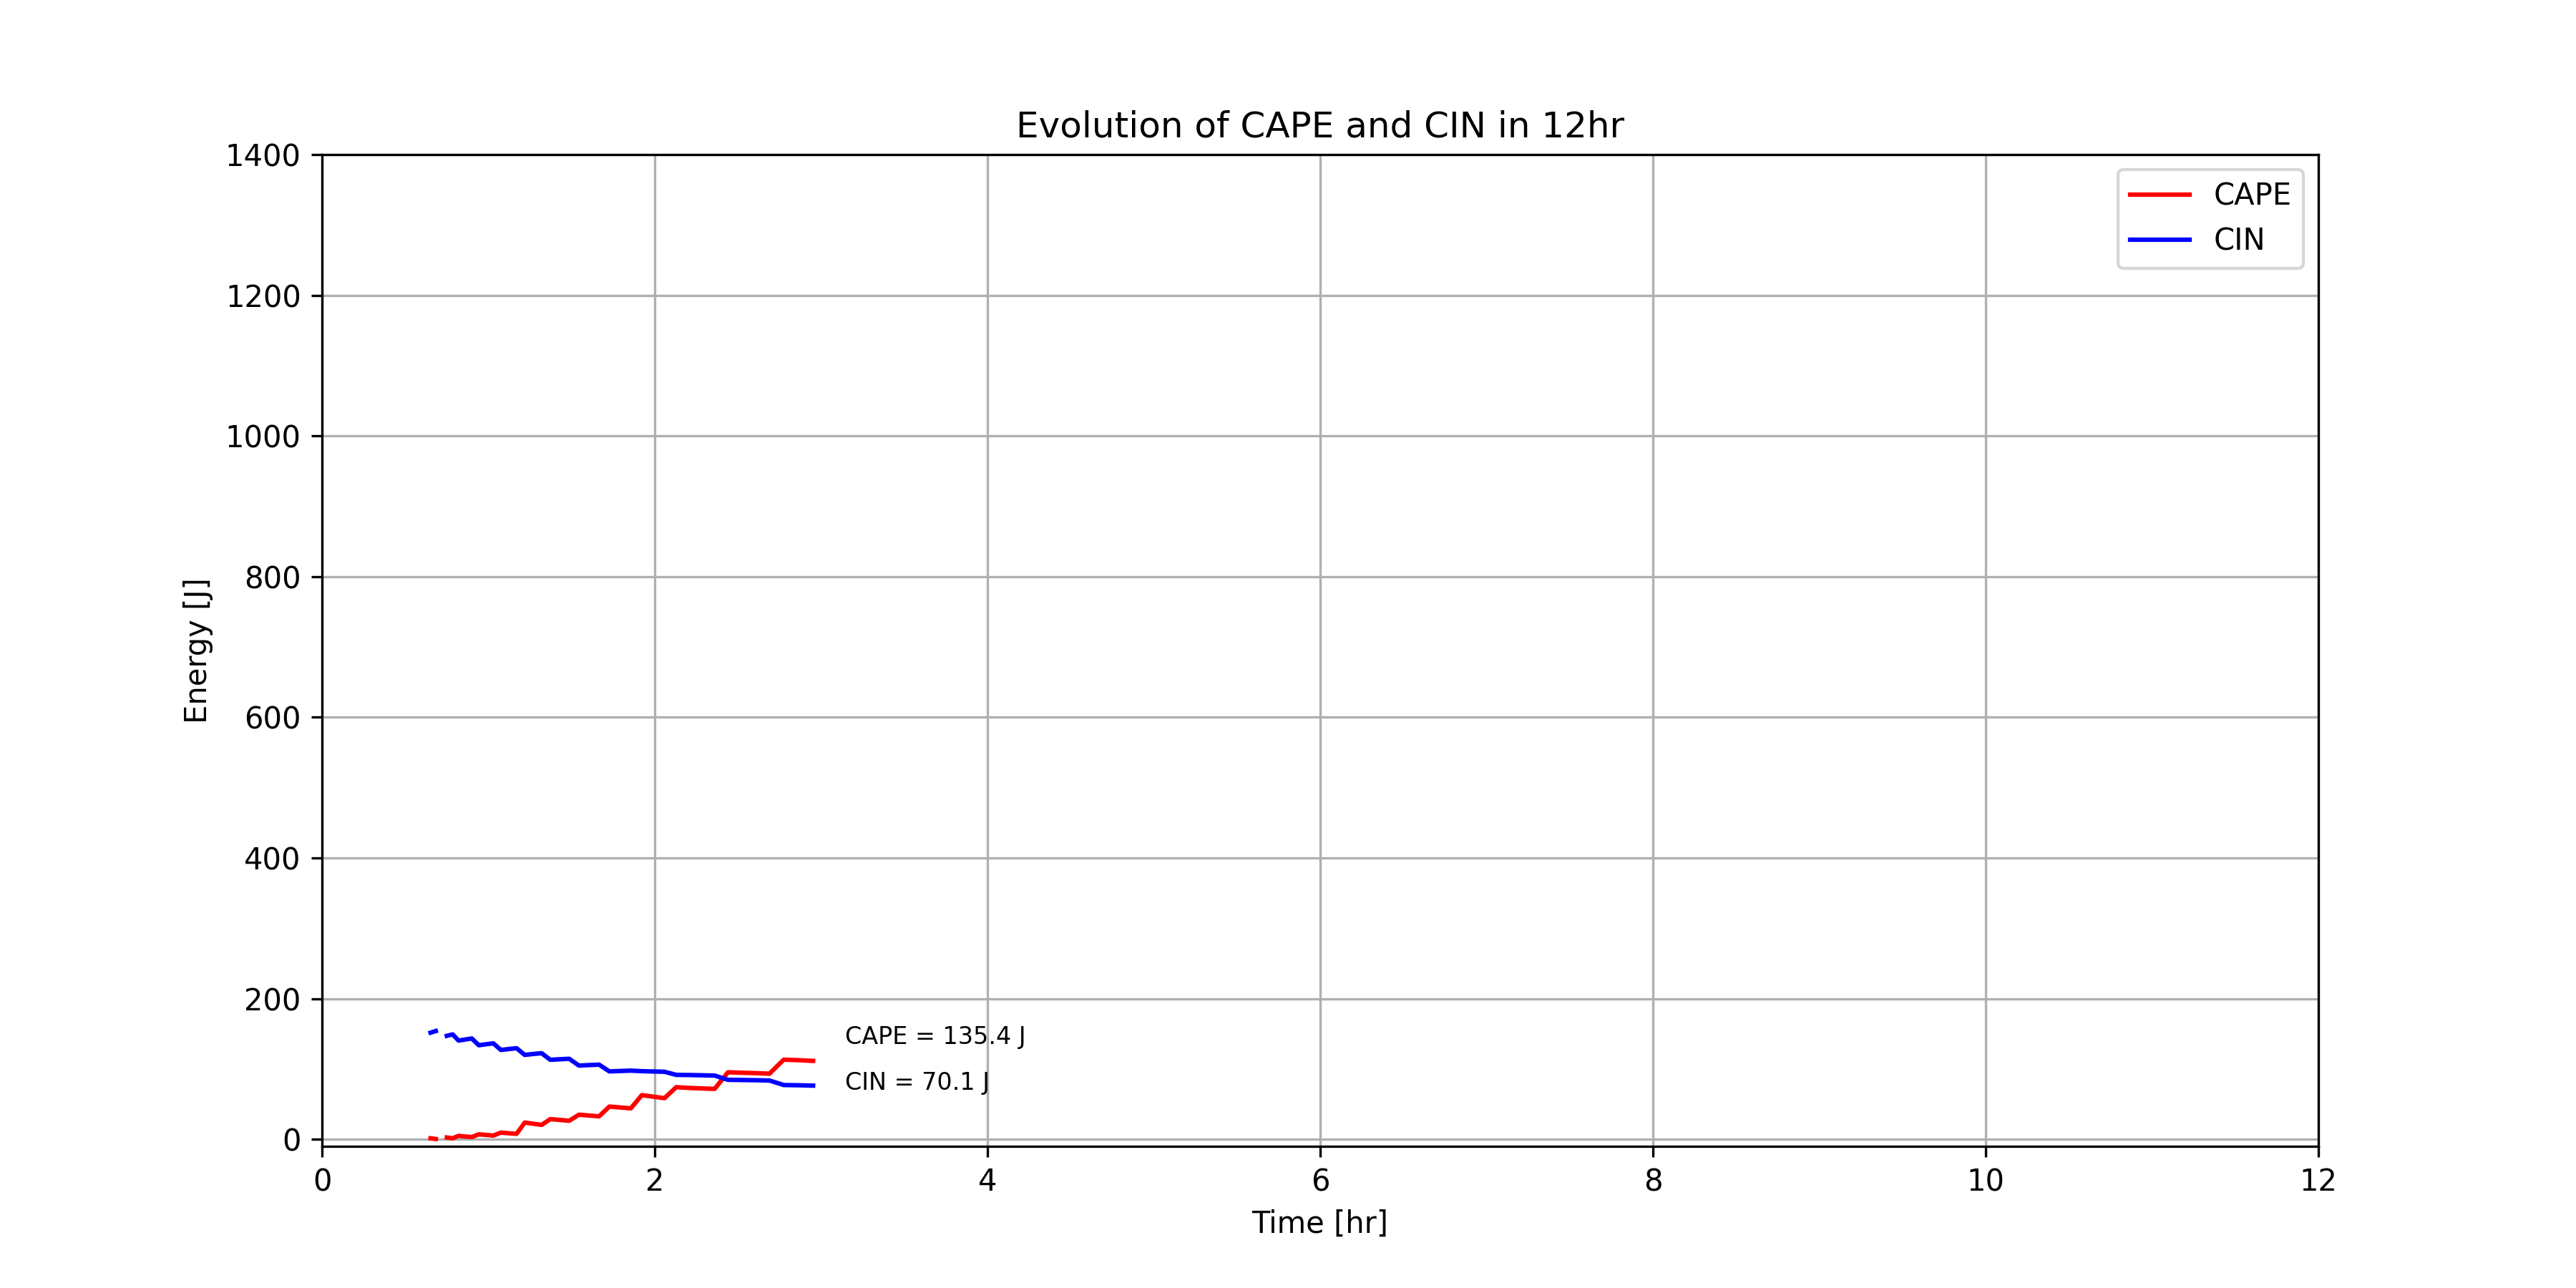 Evolution of CAPE and CIN in 12hr
1400
1200
1000
800
600
400
200
0
Energy [J]
CAPE
CIN
CAPE = 135.4 J
CIN = 70.1 J
0 2 4 6 8 10 12
Time [hr]